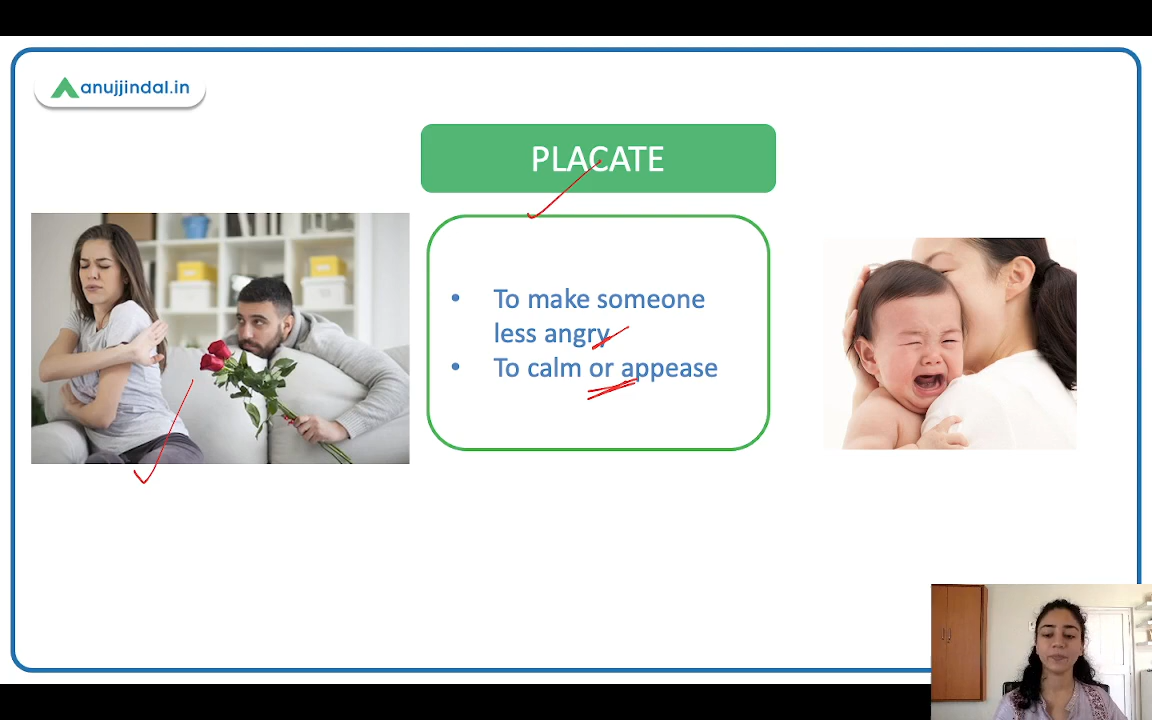 anujjindal.in
PLACATE
• To make someone
less angry
• To calm or appease